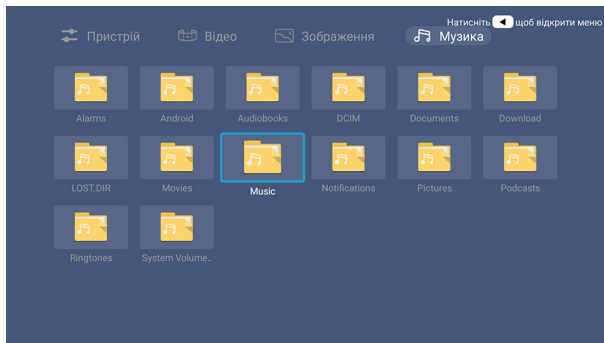 Натисніть щоб відкрити меню
Пристрій Відео Зображення Музика
Alarms Android Audiobooks DCIM Documents Download
LOST.DIR Movies Music Notifications Pictures Podcasts
Ringtones System Volume..